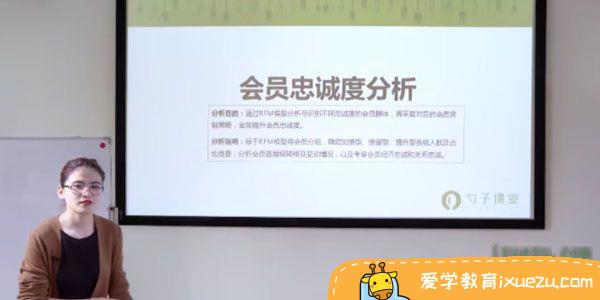 会员忠诚度分析
分析目的：通过RFM模型分析与识别不同忠诚度的会员群体，再采取对应的会员营
销策略，全面提升会员忠诚度。
分析说明：基于RFM模型将会员分组，确定加速型、挽留型、提升型各组人数及占
比信息，分析会员各层级转移及变动情况，以及考察会员经济忠诚和关系忠诚。
勺子课堂
爱学教育ixuezu.com